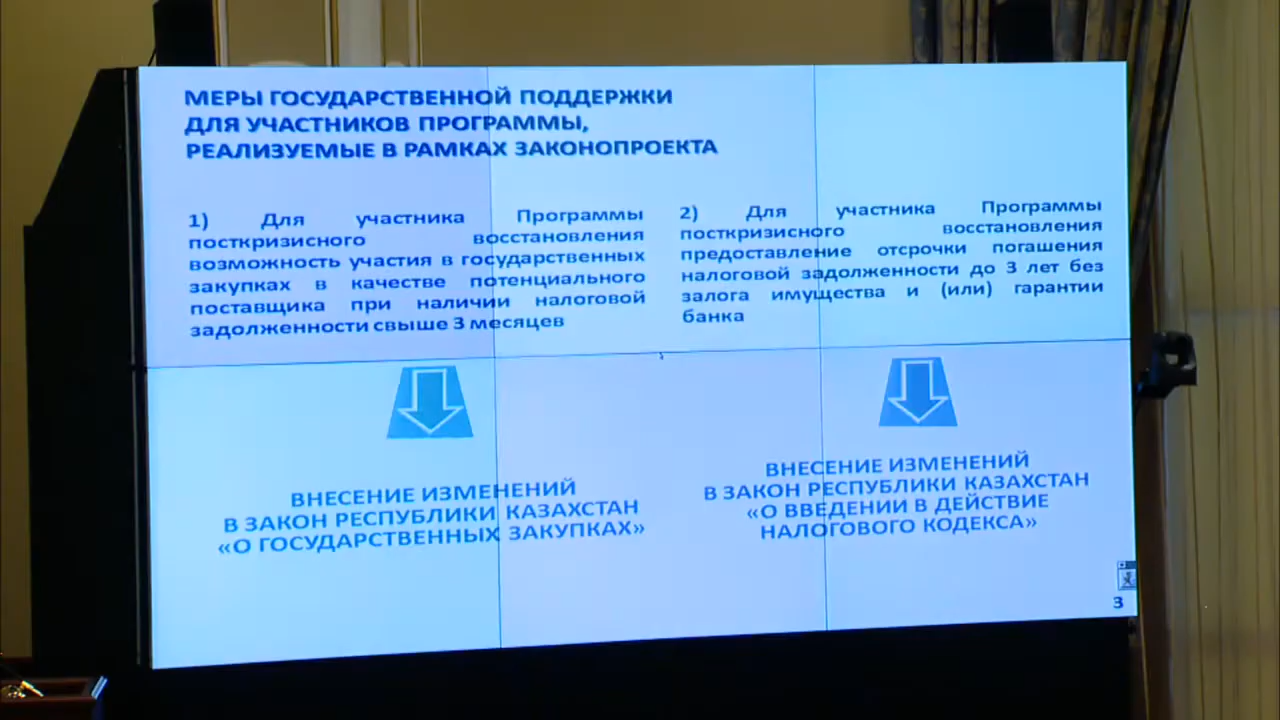 МЕРЫ ГОСУДАРСТВЕННОЙ ПОДДЕРЖКИ
ДЛЯ УЧАСТНИКОВ ПРОГРАММЫ,
РЕАЛИЗУЕМЫЕ В РАМКАХ ЗАКОНОПРОЕКТА
1) Для участника Программы
посткризисного восстановления
возможность участия в государственных
закупках в качестве потенциального
поставщика при наличии налоговой
задолженности свыше 3 месяцев
2) Для участника Программы
посткризисного восстановления
предоставление отсрочки погашения
налоговой задолженности до 3 лет без
залога имущества и (или) гарантии
банка
ВНЕСЕНИЕ ИЗМЕНЕНИЙ
В ЗАКОН РЕСПУБЛИКИ КАЗАХСТАН
«О ГОСУДАРСТВЕННЫХ ЗАКУПКАХ»
ВНЕСЕНИЕ ИЗМЕНЕНИЙ
В ЗАКОН РЕСПУБЛИКИ КАЗАХСТАН
«О ВВЕДЕНИИ В ДЕЙСТВИЕ
НАЛОГОВОГО КОДЕКСА»
3